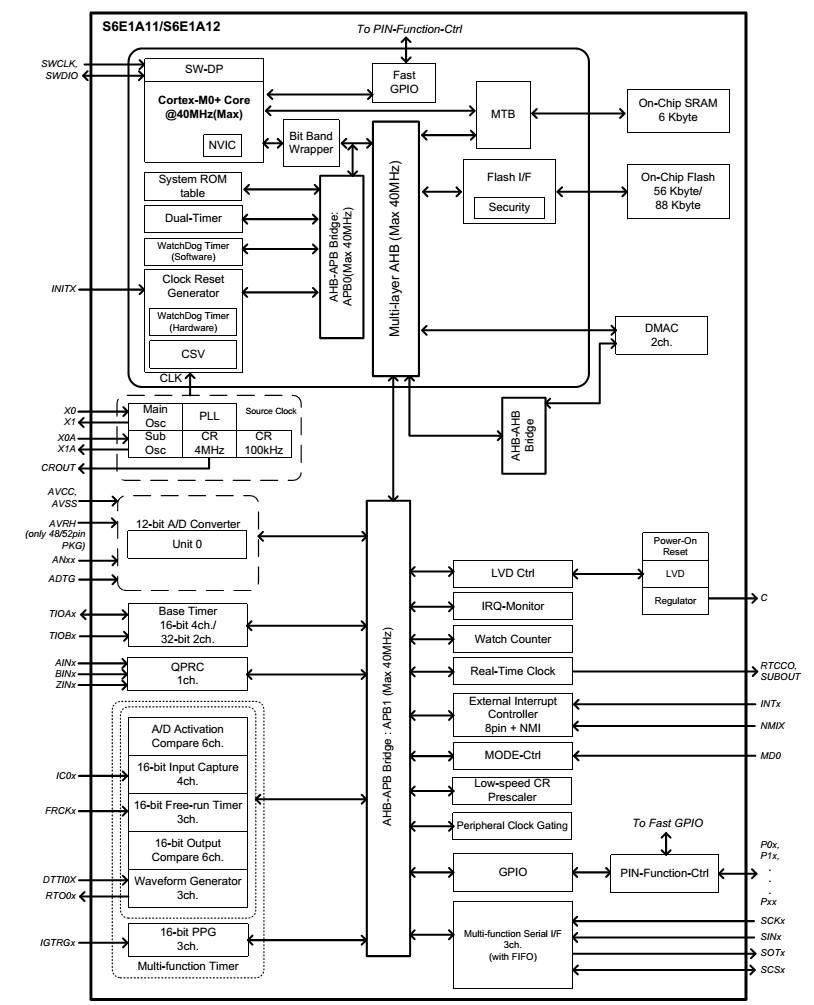 S6E1A11/S6E1A12
To PIN-Function-Ctrl
SWCLK,
SWDIO
SW-DP
Cortex-M0+ Core
@40MHz(Max)
NVIC
Fast
GPIO
Bit Band
Wrapper
MTB
On-Chip SRAM
6 Kbyte
System ROM
table
Dual-Timer
WatchDog Timer
(Software)
INITX
Clock Reset
Generator
WatchDog Timer
(Hardware)
CSV
CLK
AHB-APB Bridge:
APB0(Max 40MHz)
Multi-layer AHB (Max 40MHz)
Flash I/F
Security
On-Chip Flash
56 Kbyte/
88 Kbyte
DMAC
2ch.
AHB-AHB
Bridge
X0
X1
X0A
X1A
CROUT
Main
Osc
PLL
Source Clock
Sub
Osc
CR
4MHz
CR
100kHz
AVCC,
AVSS
AVRH
(only 48/52pin
PKG)
ANxx
ADTG
12-bit A/D Converter
Unit 0
TIOAx
TIOBx
Base Timer
16-bit 4ch./
32-bit 2ch.
AINx
BINx
ZINx
QPRC
1ch.
A/D Activation
Compare 6ch.
IC0x
16-bit Input Capture
4ch.
FRCKx
16-bit Free-run Timer
3ch.
16-bit Output
Compare 6ch.
DTTI0X
RTO0x
Waveform Generator
3ch.
IGTRGx
16-bit PPG
3ch.
Multi-function Timer
AHB-APB Bridge : APB1 (Max 40MHz)
LVD Ctrl
Power-On
Reset
LVD
Regulator
C
IRQ-Monitor
Watch Counter
Real-Time Clock
RTCCO,
SUBOUT
External Interrupt
Controller
8pin + NMI
INTx
NMIX
MODE-Ctrl
MD0
Low-speed CR
Prescaler
Peripheral Clock Gating
To Fast GPIO
GPIO
PIN-Function-Ctrl
P0x,
P1x,
.
.
.
Pxx
Multi-function Serial I/F
3ch.
(with FIFO)
SCKx
SINx
SOTx
SCSx